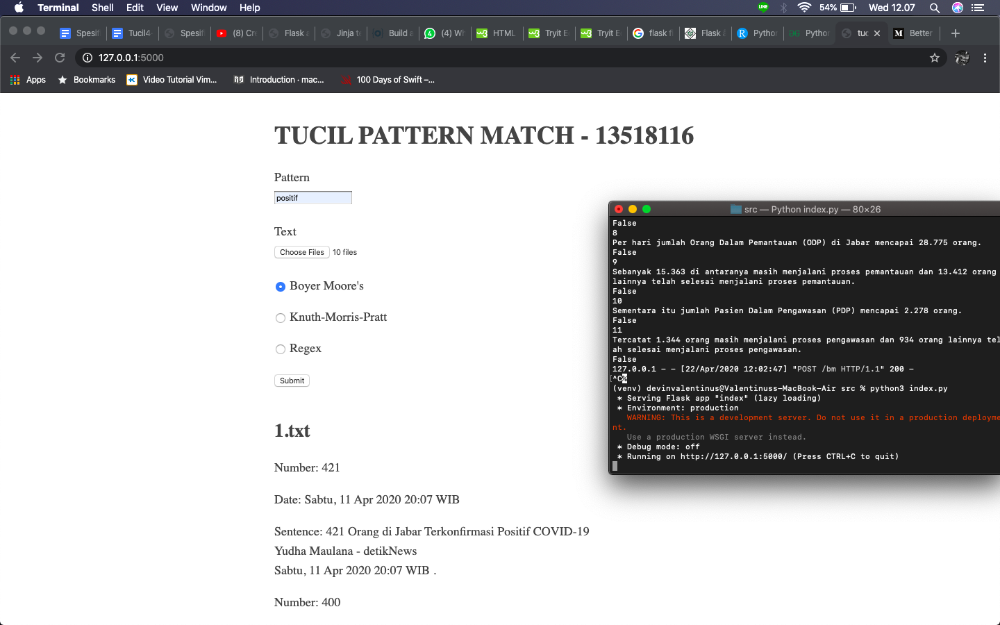 Terminal Shell Edit View Window Help LINE 54% Wed 12.07
Spesif Tucil4- Spesif (8) Cre Flask a Jinja te Build a (4) Wh HTML Tryit E Tryit E flask fi Flask Python Python tuc Better
127.0.0.1:5000
Apps Bookmarks Video Tutorial Vim... Introduction · mac... 100 Days of Swift –...
TUCIL PATTERN MATCH - 13518116
Pattern
positif
Text
Choose Files 10 files
Boyer Moore's
Knuth-Morris-Pratt
Regex
Submit
1.txt
Number: 421
Date: Sabtu, 11 Apr 2020 20:07 WIB
Sentence: 421 Orang di Jabar Terkonfirmasi Positif COVID-19
Yudha Maulana - detikNews
Sabtu, 11 Apr 2020 20:07 WIB .
Number: 400
src — Python index.py — 80×26
False
8
Per hari jumlah Orang Dalam Pemantauan (ODP) di Jabar mencapai 28.775 orang.
False
9
Sebanyak 15.363 di antaranya masih menjalani proses pemantauan dan 13.412 orang
lainnya telah selesai menjalani proses pemantauan.
False
10
Sementara itu jumlah Pasien Dalam Pengawasan (PDP) mencapai 2.278 orang.
False
11
Tercatat 1.344 orang masih menjalani proses pengawasan dan 934 orang lainnya tel
ah selesai menjalani proses pengawasan.
False
127.0.0.1 - - [22/Apr/2020 12:02:47] "POST /bm HTTP/1.1" 200 -
^C%
(venv) devinvalentinus@Valentinuss-MacBook-Air src % python3 index.py
* Serving Flask app "index" (lazy loading)
* Environment: production
WARNING: This is a development server. Do not use it in a production deployme
nt.
Use a production WSGI server instead.
* Debug mode: off
* Running on http://127.0.0.1:5000/ (Press CTRL+C to quit)